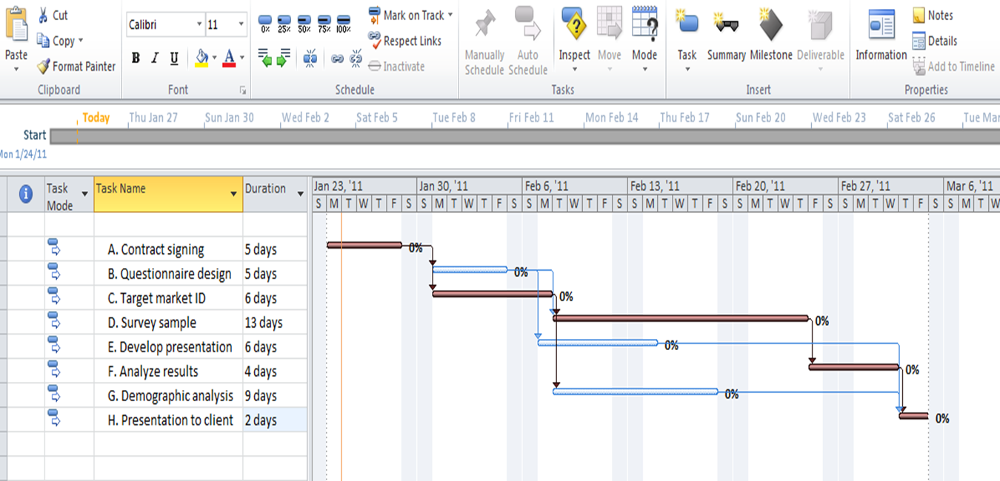 Cut
Copy
Format Painter
Paste
Clipboard
Calibri 11
B I U A
Font
0% 25% 50% 75% 100%
Mark on Track
Respect Links
Inactivate
Schedule
Manually Schedule
Auto Schedule
Inspect
Move
Mode
Tasks
Task
Summary
Milestone
Deliverable
Insert
Information
Notes
Details
Add to Timeline
Properties
Today Thu Jan 27 Sun Jan 30 Wed Feb 2 Sat Feb 5 Tue Feb 8 Fri Feb 11 Mon Feb 14 Thu Feb 17 Sun Feb 20 Wed Feb 23 Sat Feb 26 Tue Mar
Start
Mon 1/24/11
i Task Mode Task Name Duration
Jan 23, '11 Jan 30, '11 Feb 6, '11 Feb 13, '11 Feb 20, '11 Feb 27, '11 Mar 6, '11
S M T W T F S S M T W T F S S M T W T F S S M T W T F S S M T W T F S S M T W T F S S M T W
A. Contract signing 5 days 0%
B. Questionnaire design 5 days 0%
C. Target market ID 6 days 0%
D. Survey sample 13 days 0%
E. Develop presentation 6 days 0%
F. Analyze results 4 days 0%
G. Demographic analysis 9 days 0%
H. Presentation to client 2 days 0%